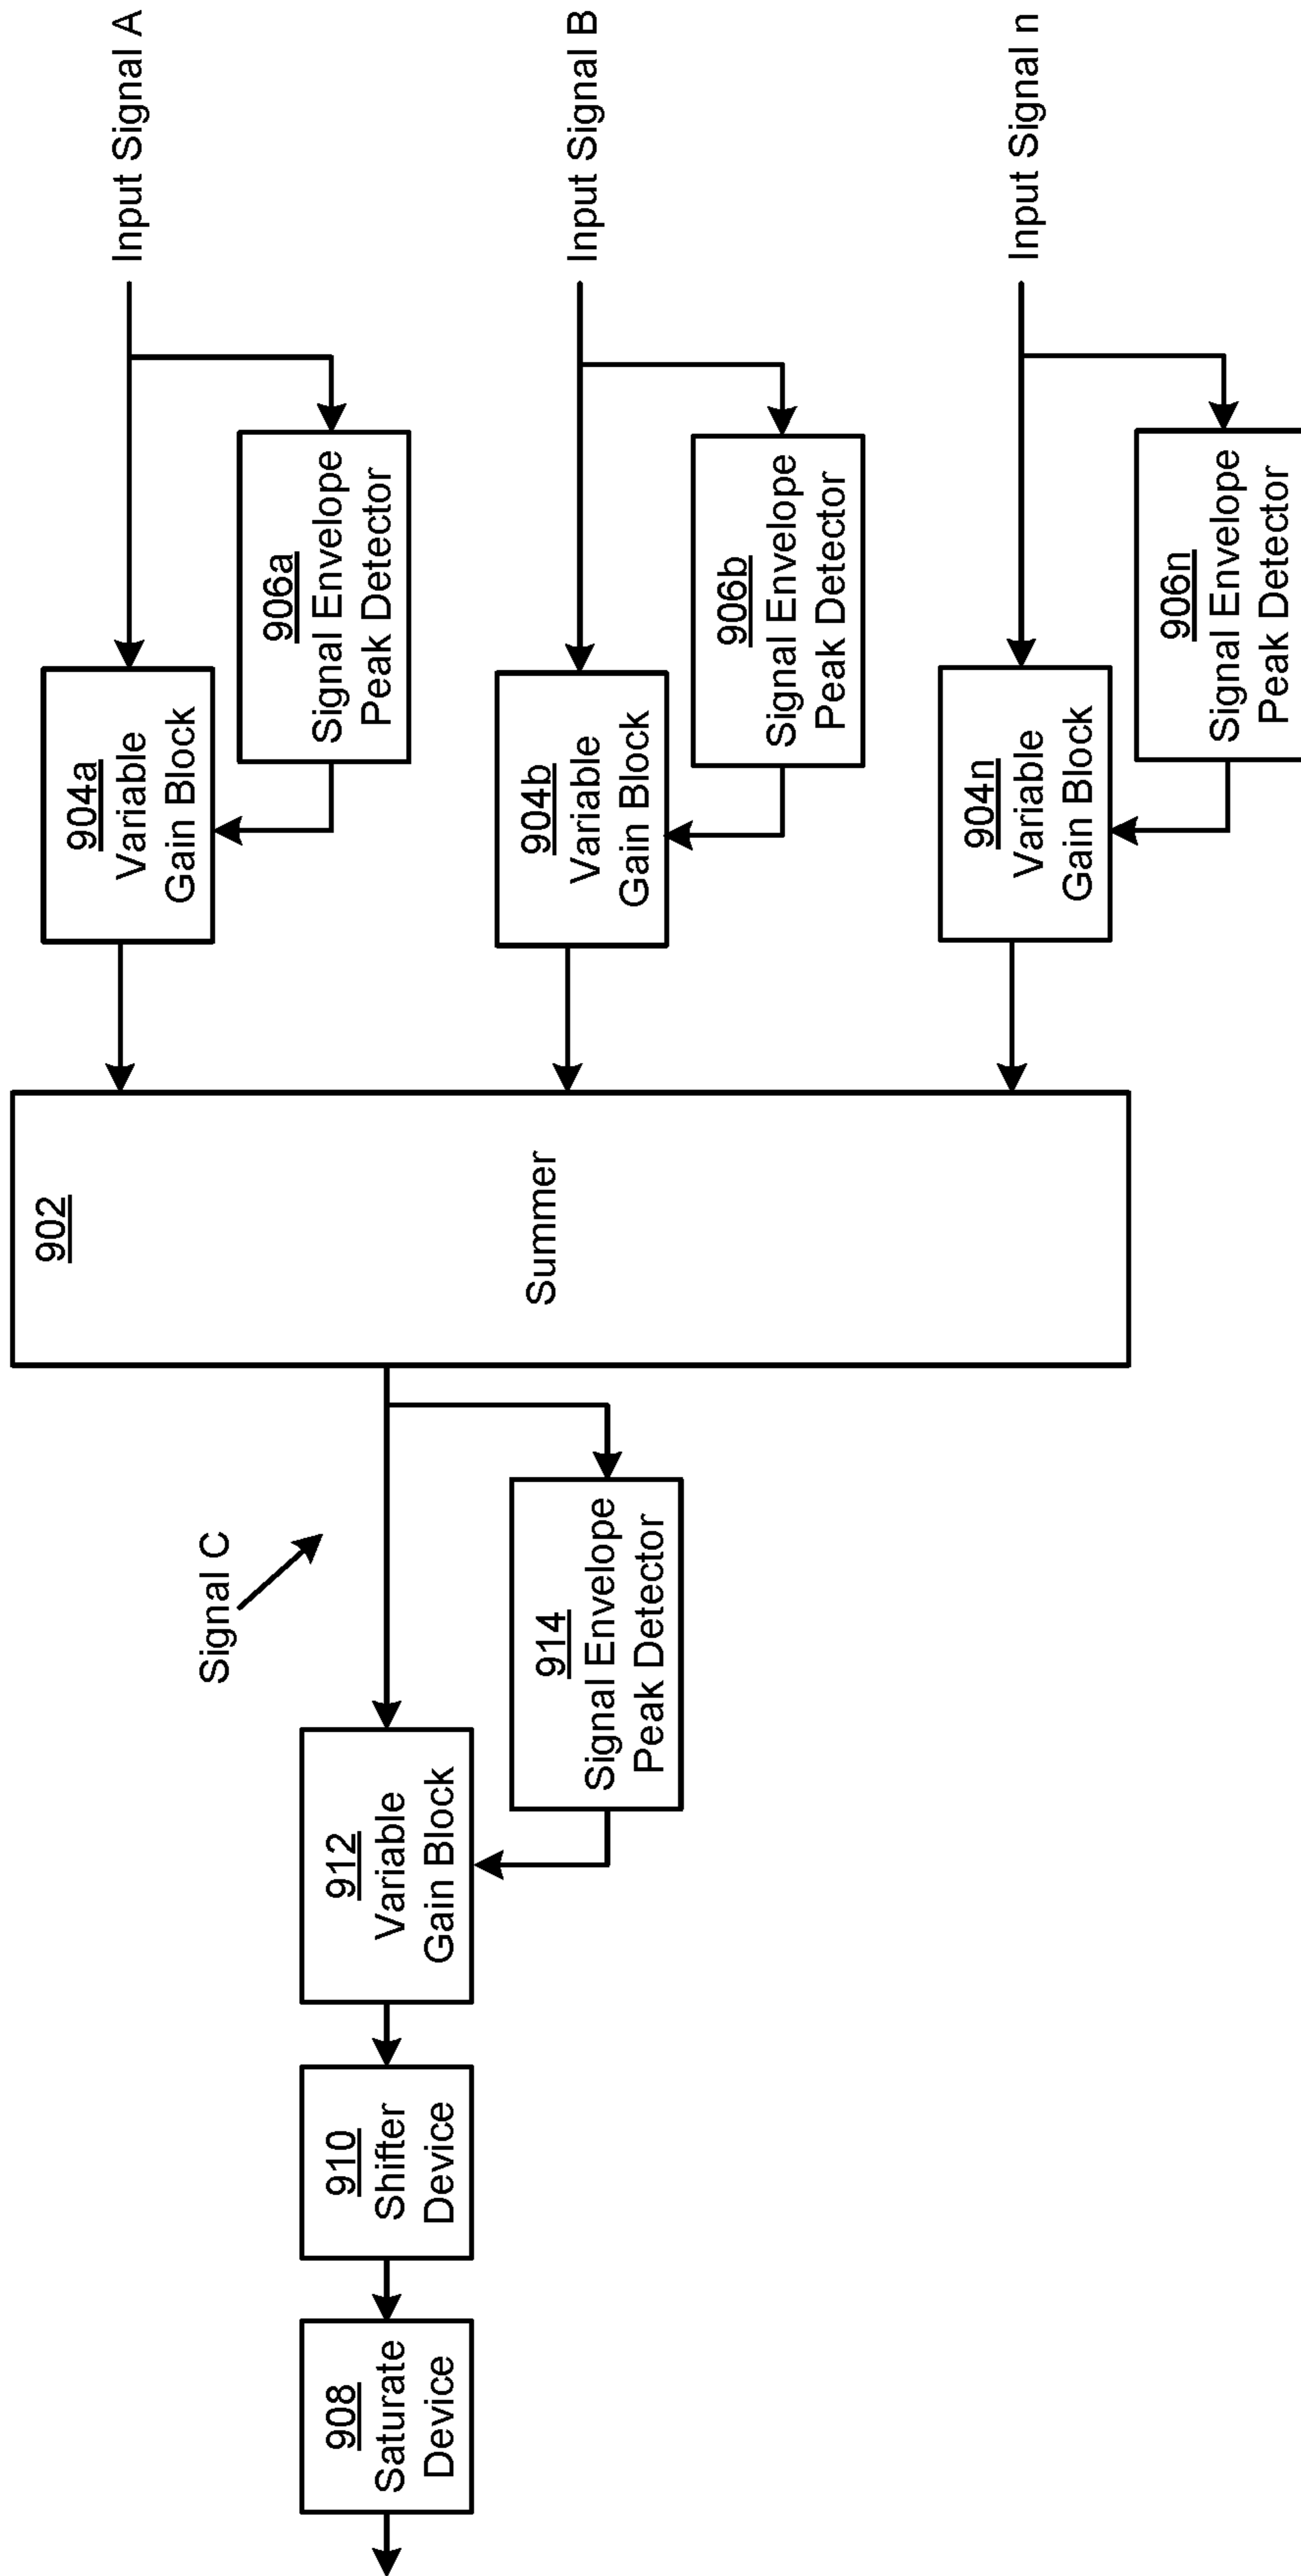 Input Signal A
906a
Signal Envelope
Peak Detector
904a
Variable
Gain Block
Input Signal B
906b
Signal Envelope
Peak Detector
904b
Variable
Gain Block
Input Signal n
906n
Signal Envelope
Peak Detector
904n
Variable
Gain Block
902
Summer
Signal C
914
Signal Envelope
Peak Detector
912
Variable
Gain Block
910
Shifter
Device
908
Saturate
Device